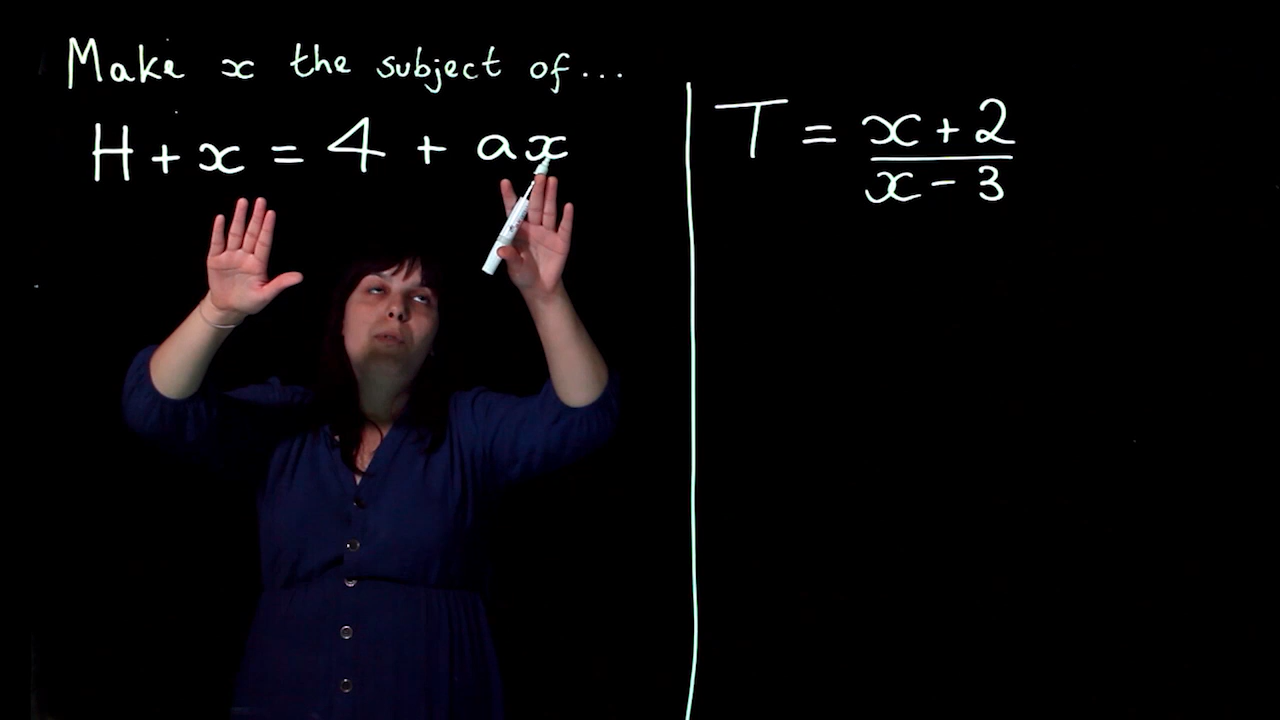 Make x the subject of...
H + x = 4 + ax
T = x + 2
x - 3